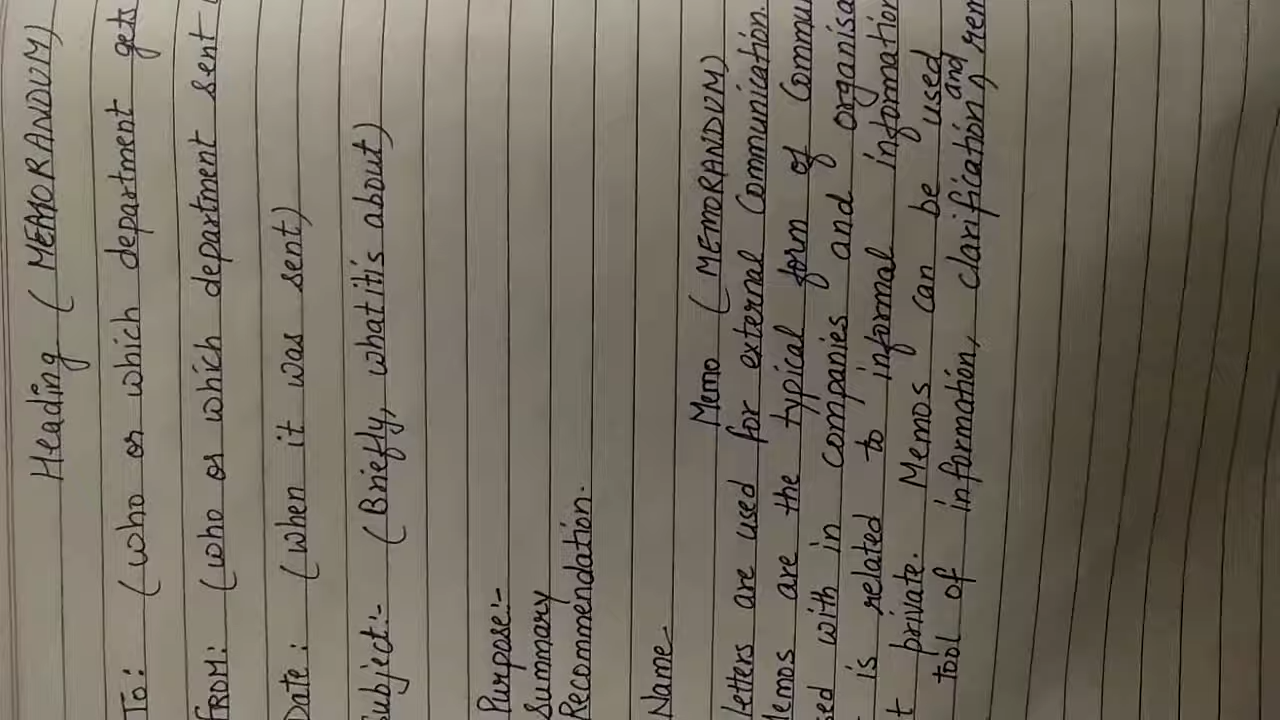 Heading (MEMORANDUM)
To: (who or which department gets
FROM: (who or which department sent
Date: (when it was sent)
Subject:- (Briefly, what it is about)
Purpose:-
Summary
Recommendation.
Name
Memo (MEMORANDUM)
letters are used for external Communication.
Memos are the typical form of Commu
sed with in companies and organisa
is related to informal information
t private. Memos can be used
tool of information, clarification, and rem